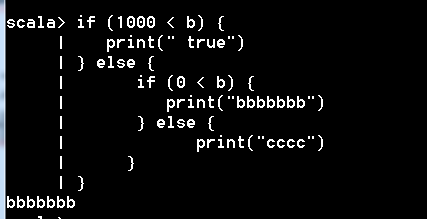 scala> if (1000 < b) {
     |    print(" true")
     | } else {
     |       if (0 < b) {
     |          print("bbbbbbb")
     |       } else {
     |             print("cccc")
     |      }
     | }
bbbbbbb